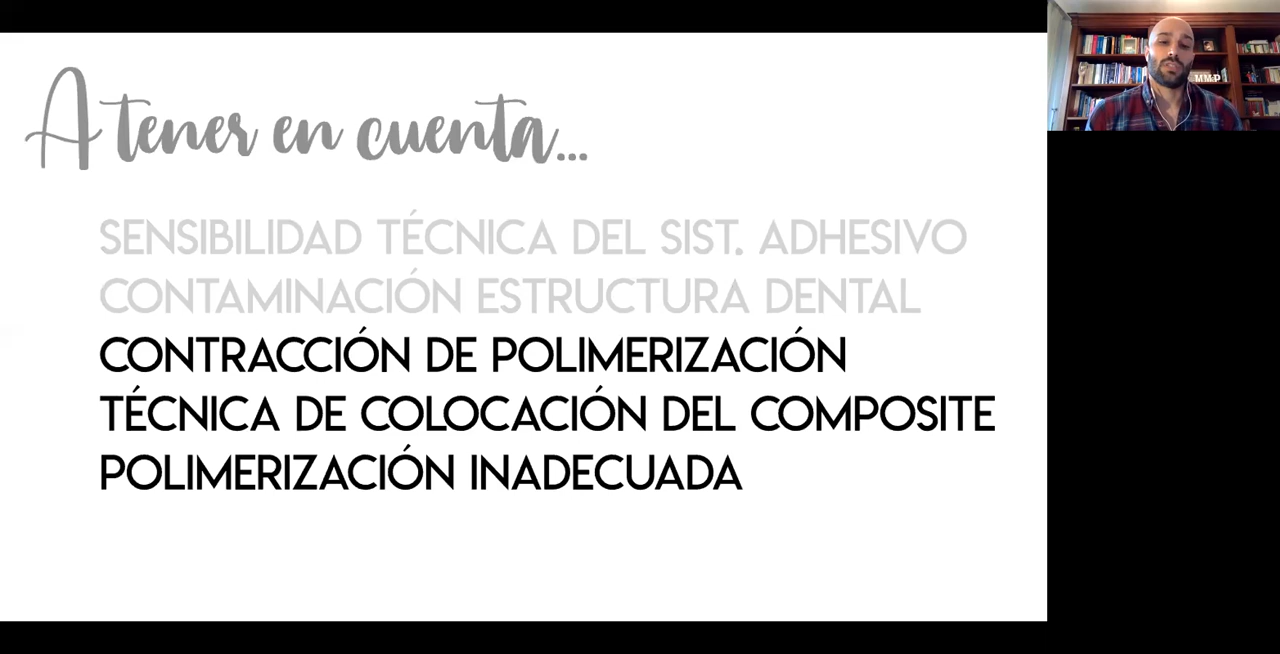 A tener en cuenta...
SENSIBILIDAD TÉCNICA DEL SIST. ADHESIVO
CONTAMINACIÓN ESTRUCTURA DENTAL
CONTRACCIÓN DE POLIMERIZACIÓN
TÉCNICA DE COLOCACIÓN DEL COMPOSITE
POLIMERIZACIÓN INADECUADA
MMP